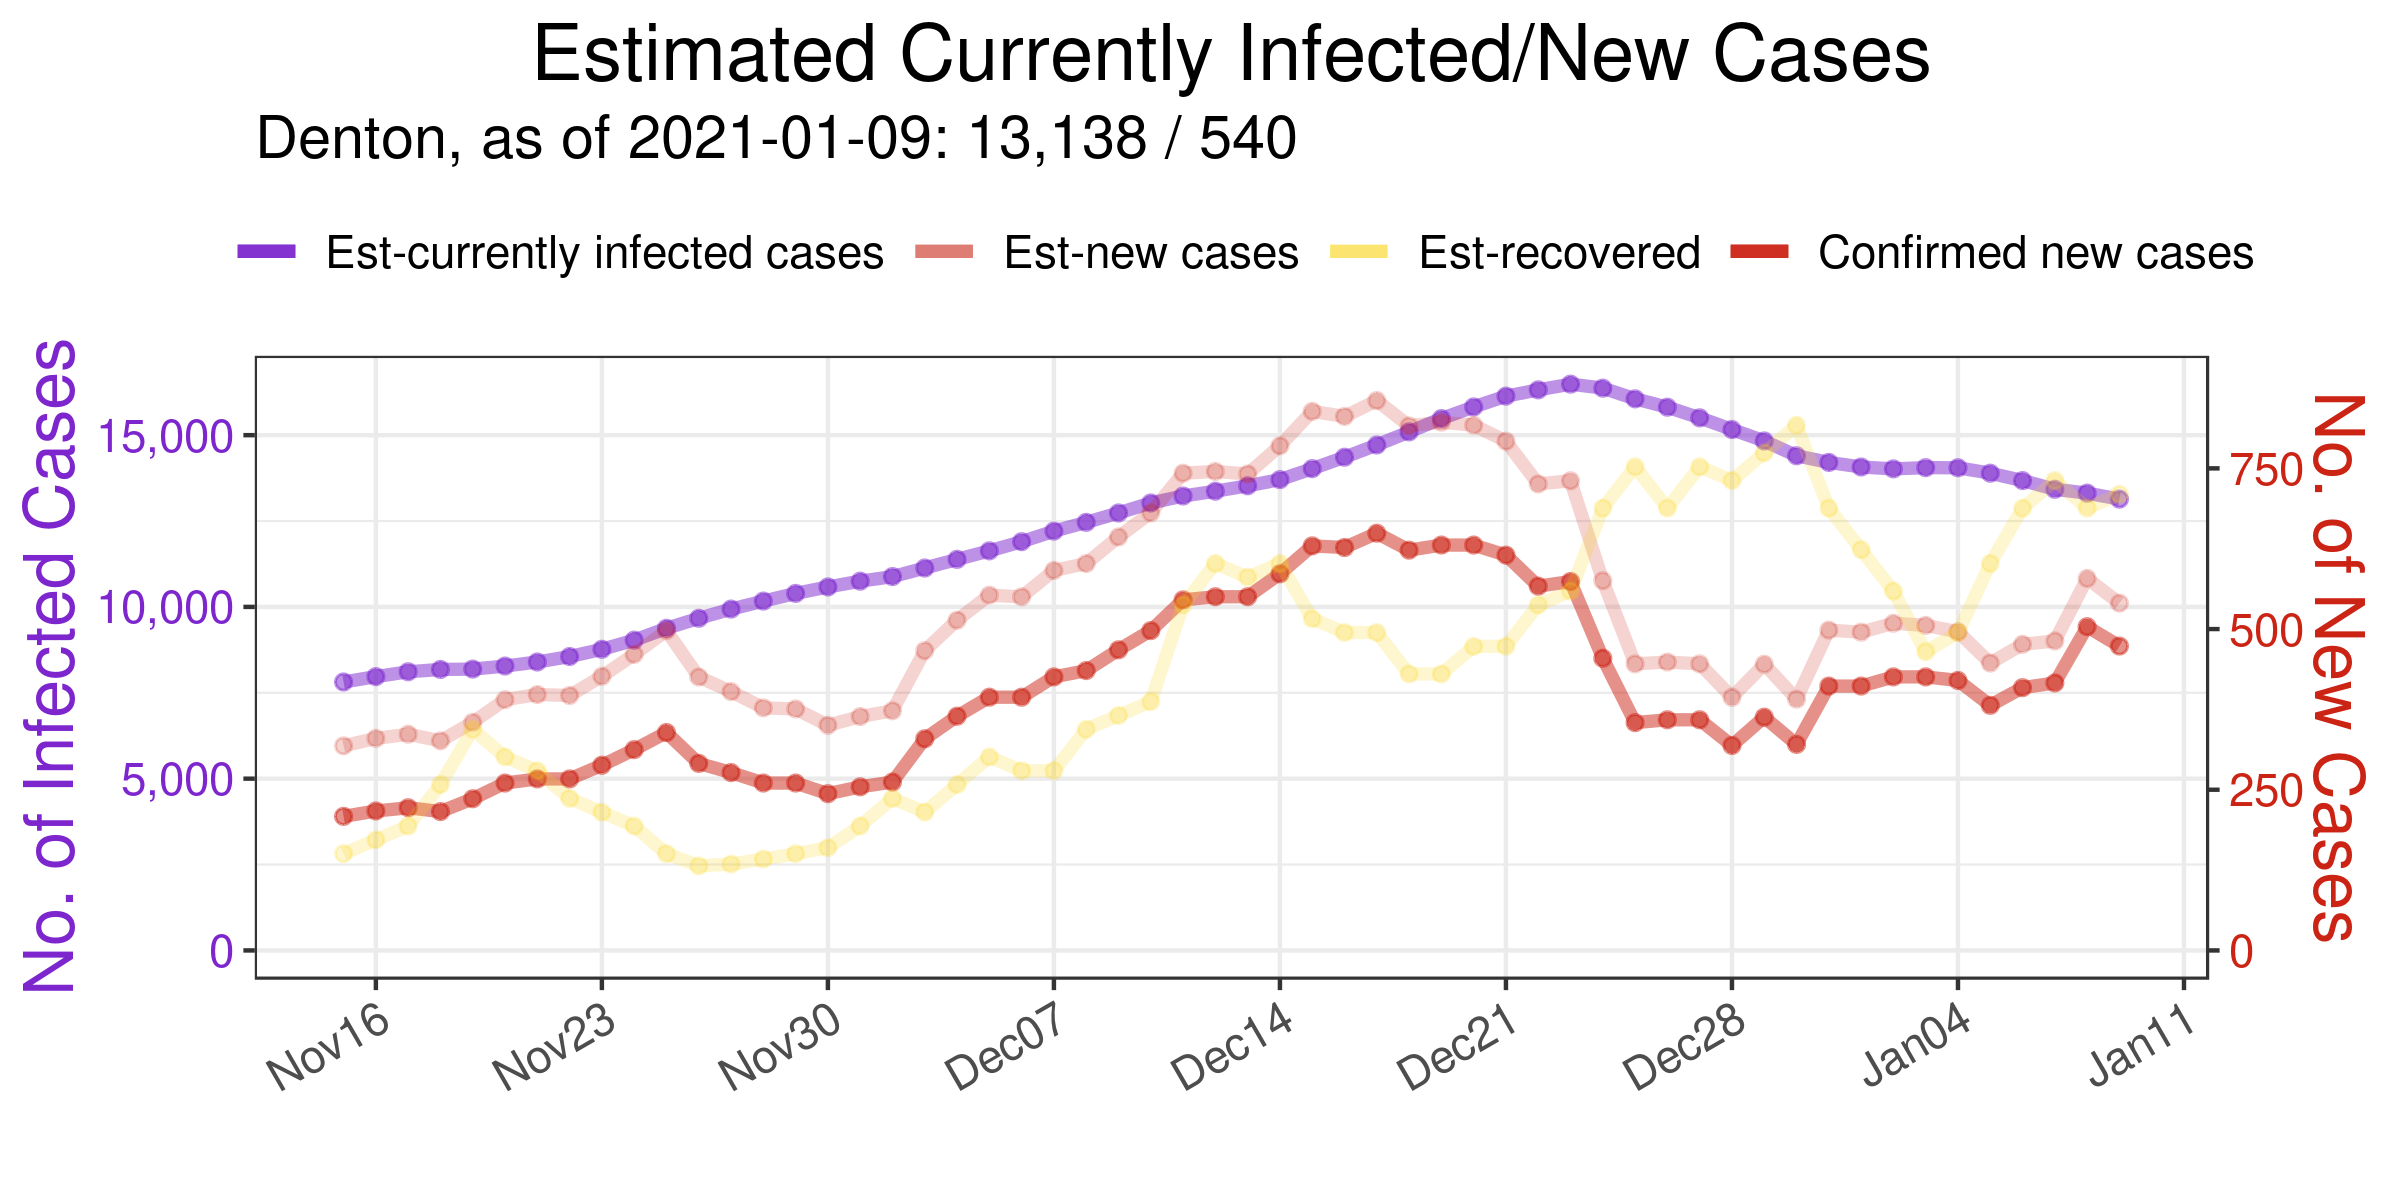 Estimated Currently Infected/New Cases
Denton, as of 2021-01-09: 13,138 / 540
Est-currently infected cases Est-new cases Est-recovered Confirmed new cases
No. of Infected Cases
15,000
10,000
5,000
0
750
500
250
0
No. of New Cases
Nov16 Nov23 Nov30 Dec07 Dec14 Dec21 Dec28 Jan04 Jan11